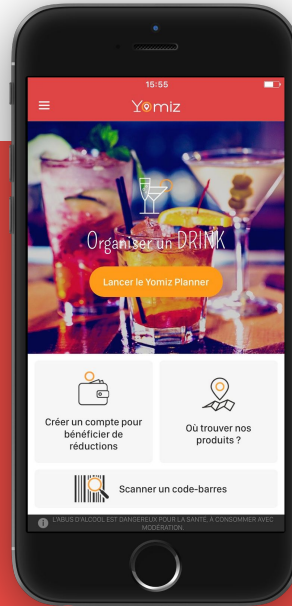 15:55
Yomiz
Organiser un DRINK
Lancer le Yomiz Planner
Créer un compte pour
bénéficier de
réductions
Où trouver nos
produits ?
Scanner un code-barres
L'ABUS D'ALCOOL EST DANGEREUX POUR LA SANTÉ, À CONSOMMER AVEC
MODÉRATION.